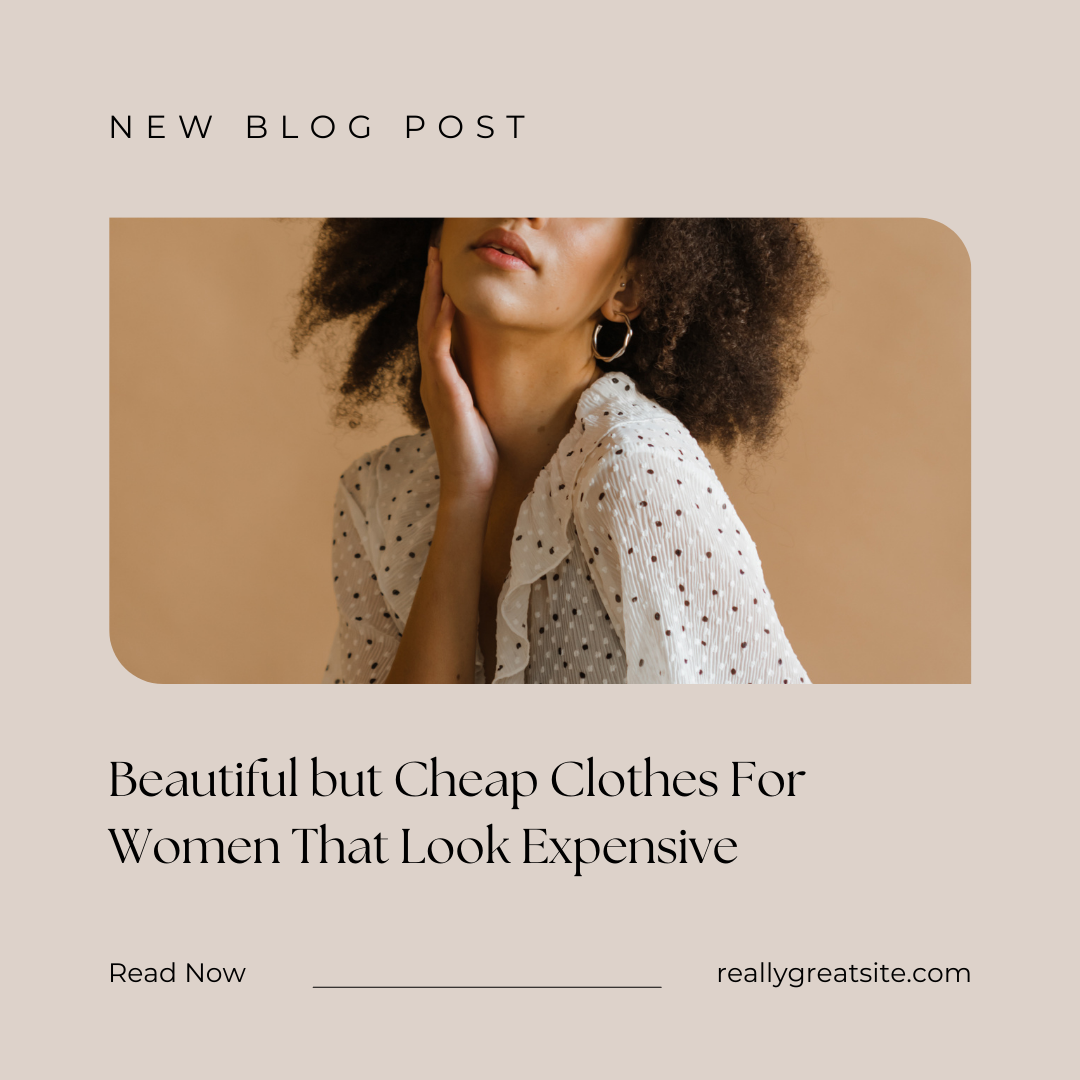 NEW BLOG POST
Beautiful but Cheap Clothes For
Women That Look Expensive
Read Now
reallygreatsite.com